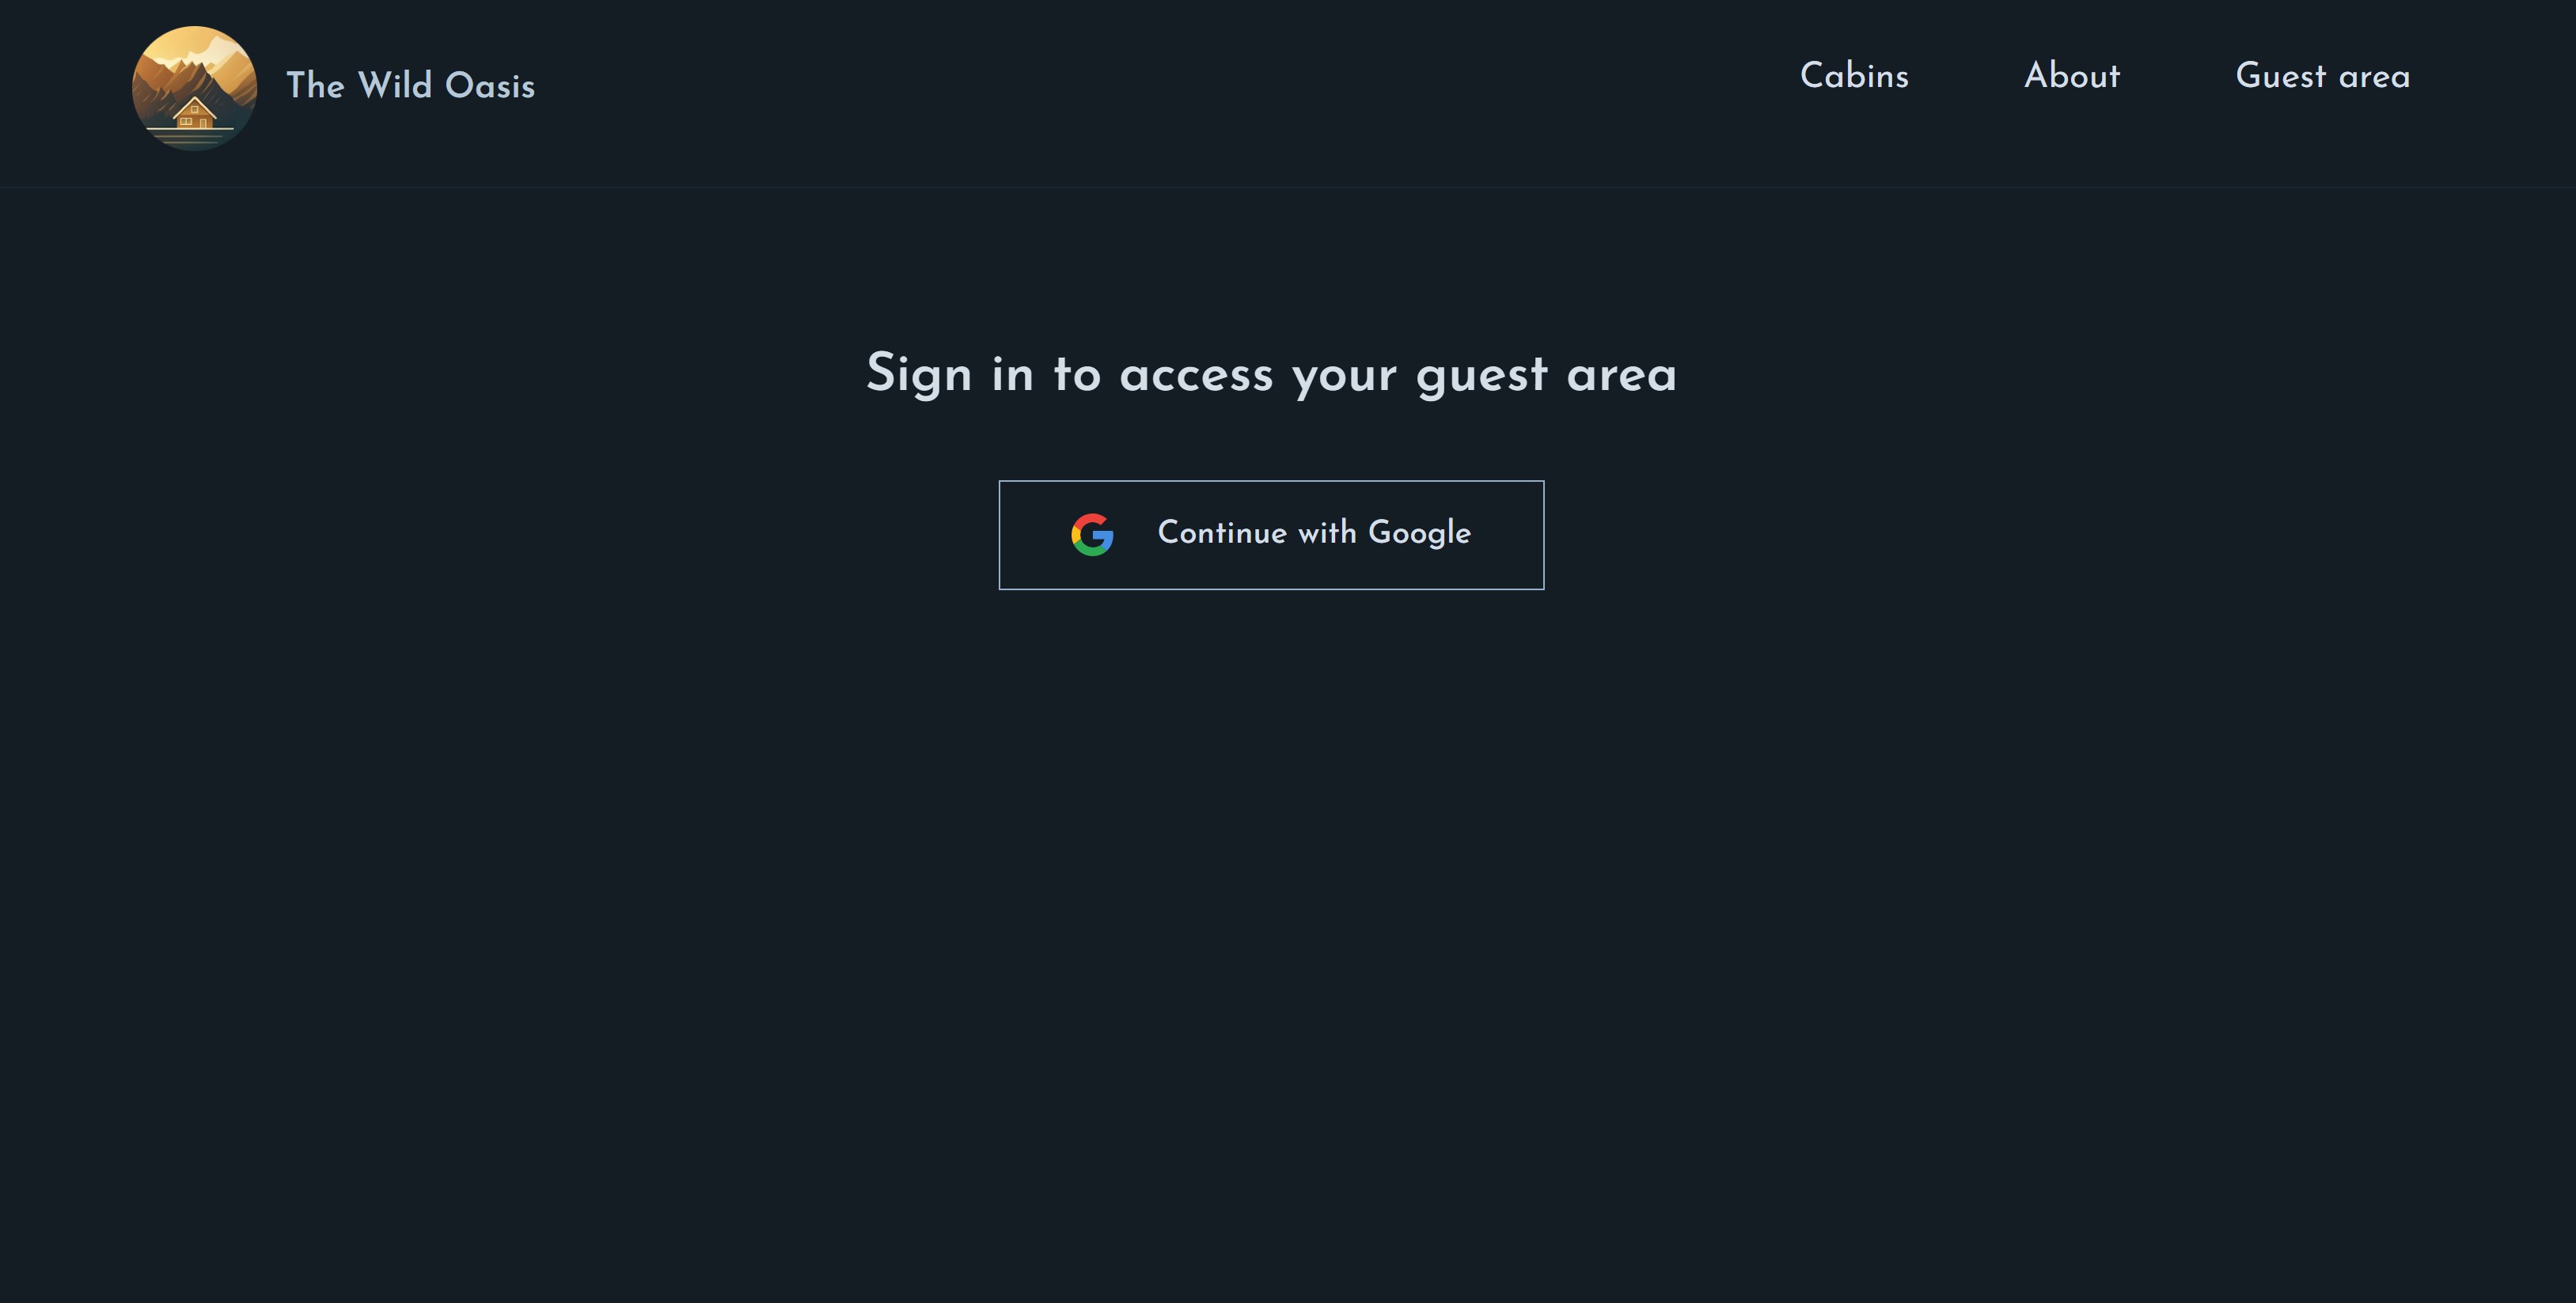 The Wild Oasis
Cabins
About
Guest area
Sign in to access your guest area
Continue with Google